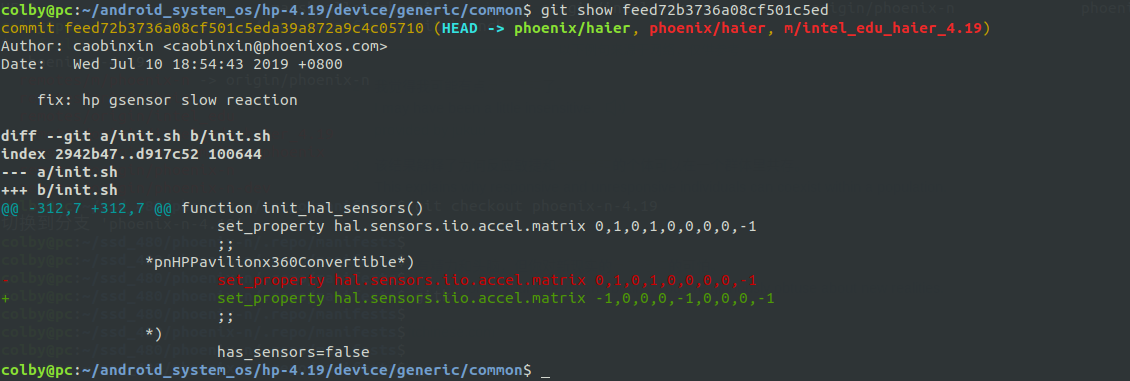 colby@pc:~/android_system_os/hp-4.19/device/generic/common$ git show feed72b3736a08cf501c5ed
commit feed72b3736a08cf501c5eda39a872a9c4c05710 (HEAD -> phoenix/haier, phoenix/haier, m/intel_edu_haier_4.19)
Author: caobinxin <caobinxin@phoenixos.com>
Date:   Wed Jul 10 18:54:43 2019 +0800
    fix: hp gsensor slow reaction
diff --git a/init.sh b/init.sh
index 2942b47..d917c52 100644
--- a/init.sh
+++ b/init.sh
@@ -312,7 +312,7 @@ function init_hal_sensors()
                        set_property hal.sensors.iio.accel.matrix 0,1,0,1,0,0,0,0,-1
                        ;;
                *pnHPPavilionx360Convertible*)
-                       set_property hal.sensors.iio.accel.matrix 0,1,0,1,0,0,0,0,-1
+                       set_property hal.sensors.iio.accel.matrix -1,0,0,0,-1,0,0,0,-1
                        ;;
                *)
                        has_sensors=false
colby@pc:~/android_system_os/hp-4.19/device/generic/common$ _